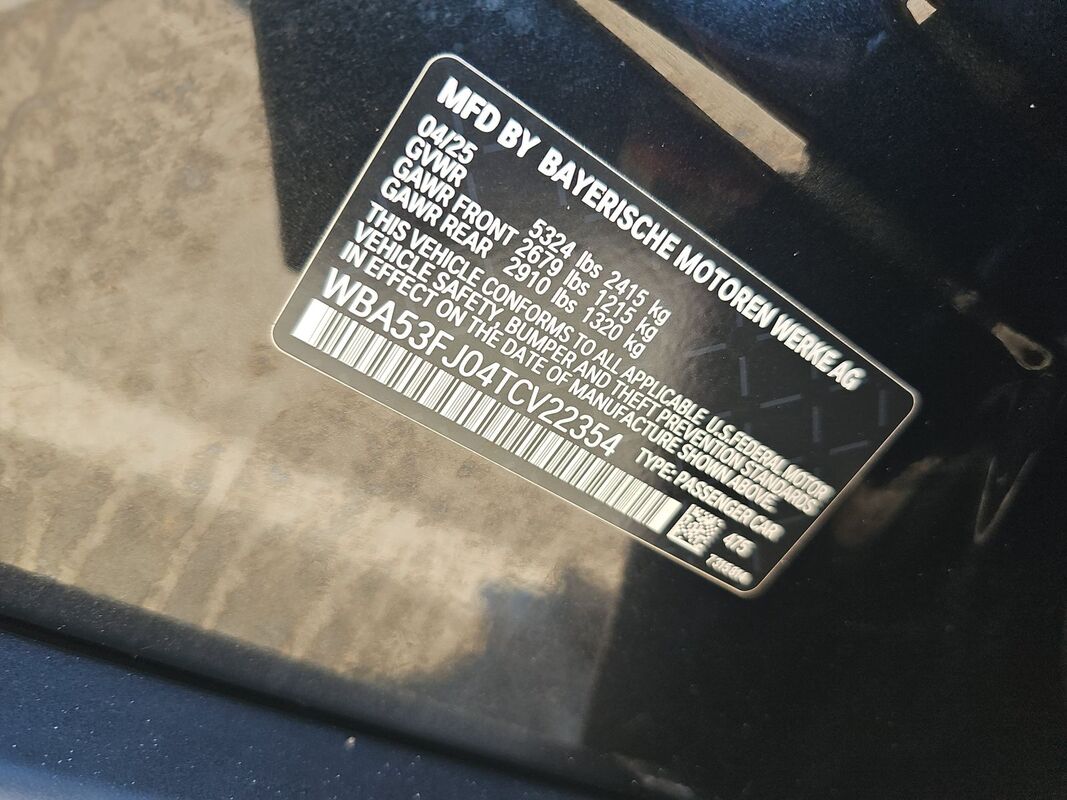 MFD BY BAYERISCHE MOTOREN WERKE AG
04/25
GVWR 5324 lbs 2415 kg
GAWR FRONT 2679 lbs 1215 kg
GAWR REAR 2910 lbs 1320 kg
THIS VEHICLE CONFORMS TO ALL APPLICABLE U.S.FEDERAL MOTOR
VEHICLE SAFETY, BUMPER AND THEFT PREVENTION STANDARDS
IN EFFECT ON THE DATE OF MANUFACTURE SHOWN ABOVE.
WBA53FJ04TCV22354 TYPE: PASSENGER CAR
475